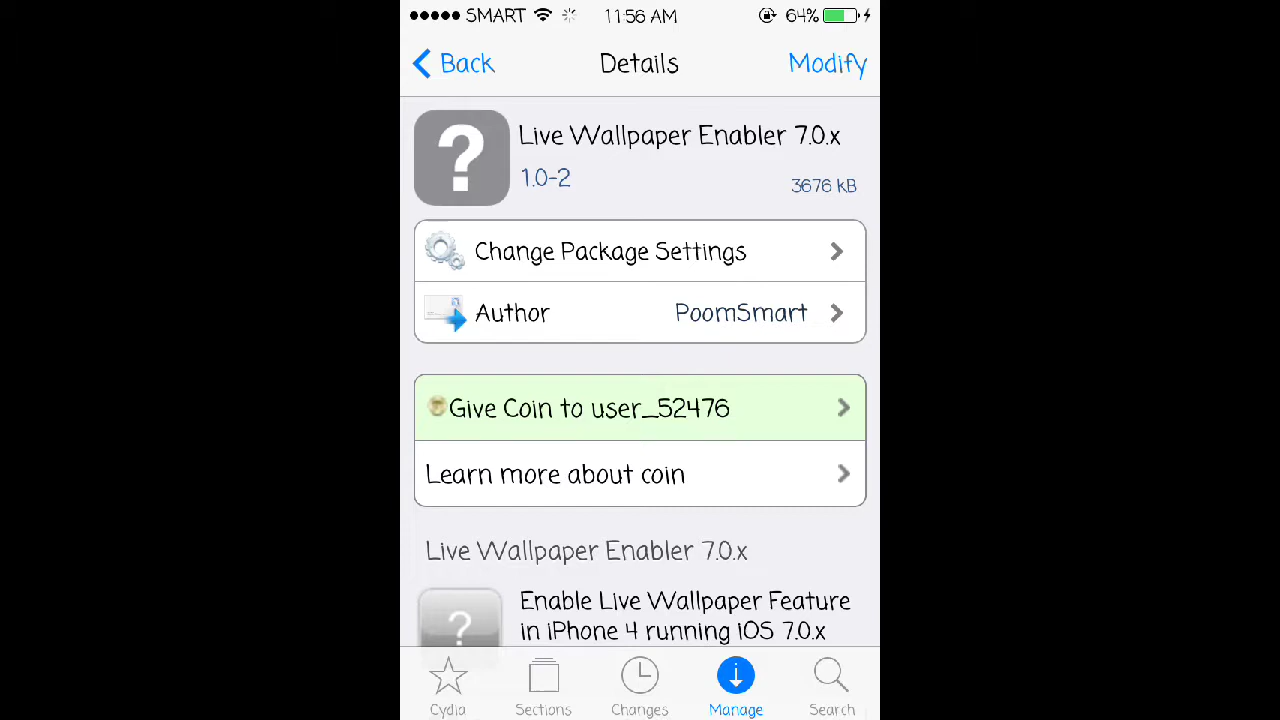 SMART 11:56 AM 64%
Back Details Modify
Live Wallpaper Enabler 7.0.x
1.0-2 3676 kB
Change Package Settings
Author PoomSmart
Give Coin to user_52476
Learn more about coin
Live Wallpaper Enabler 7.0.x
Enable Live Wallpaper Feature
in iPhone 4 running iOS 7.0.x
Cydia Sections Changes Manage Search